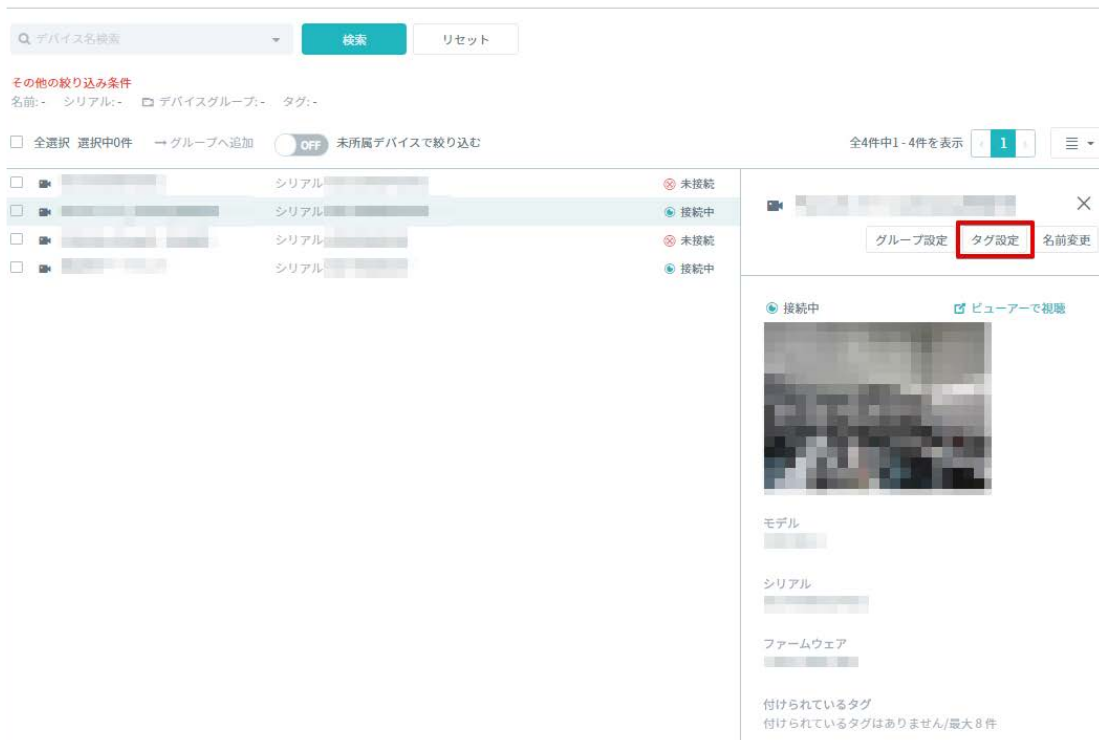 デバイス名検索 検索 リセット
その他の絞り込み条件
名前: - シリアル: - デバイスグループ: - タグ: -
全選択 選択中0件 →グループへ追加 OFF 未所属デバイスで絞り込む 全4件中1 - 4件を表示 ‹ 1 ›
シリアル 未接続
シリアル 接続中
シリアル 未接続
シリアル 接続中
グループ設定 タグ設定 名前変更
接続中 ビューアーで視聴
モデル
シリアル
ファームウェア
付けられているタグ
付けられているタグはありません/最大8件